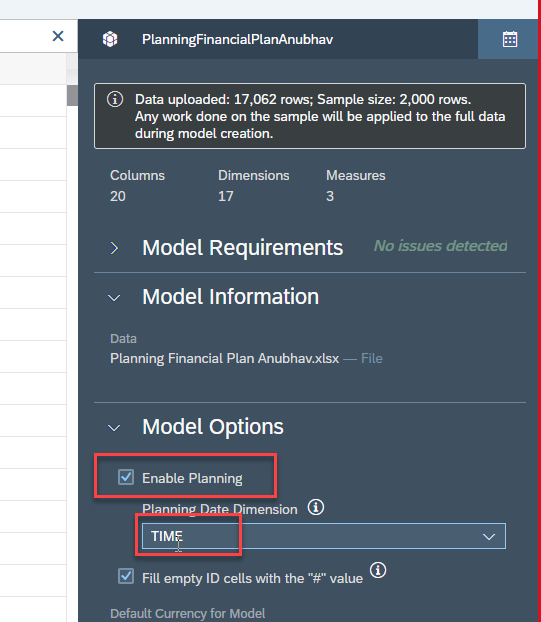 PlanningFinancialPlanAnubhav
Data uploaded: 17,062 rows; Sample size: 2,000 rows.
Any work done on the sample will be applied to the full data
during model creation.
Columns Dimensions Measures
20 17 3
Model Requirements No issues detected
Model Information
Data
Planning Financial Plan Anubhav.xlsx — File
Model Options
Enable Planning
Planning Date Dimension
TIME
Fill empty ID cells with the "#" value
Default Currency for Model